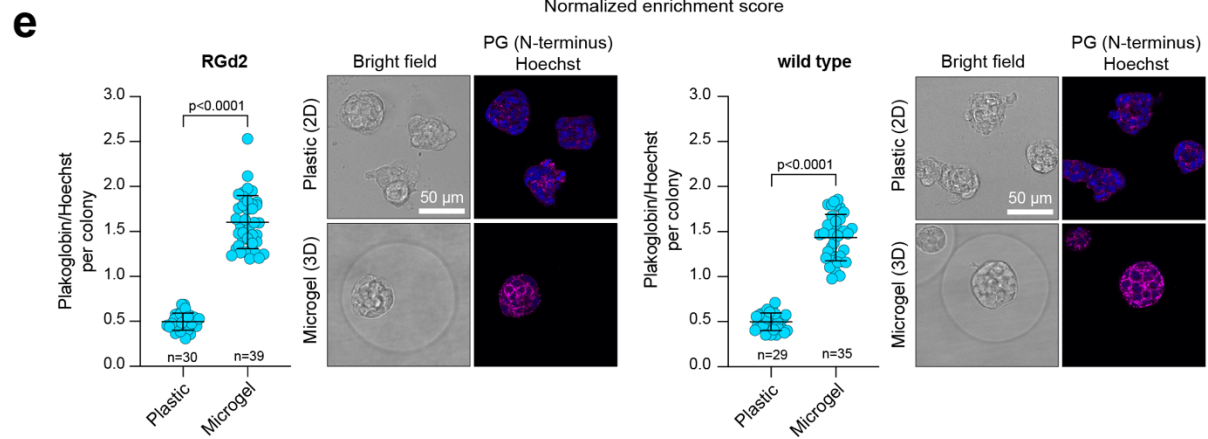 Normalized enrichment score
e
RGd2
Plakoglobin/Hoechst
per colony
3.0
2.5
2.0
1.5
1.0
0.5
0.0
p<0.0001
n=30
n=39
Plastic
Microgel
Bright field
PG (N-terminus)
Hoechst
Plastic (2D)
50 µm
Microgel (3D)
wild type
Plakoglobin/Hoechst
per colony
3.0
2.5
2.0
1.5
1.0
0.5
0.0
p<0.0001
n=29
n=35
Plastic
Microgel
Bright field
PG (N-terminus)
Hoechst
Plastic (2D)
50 µm
Microgel (3D)